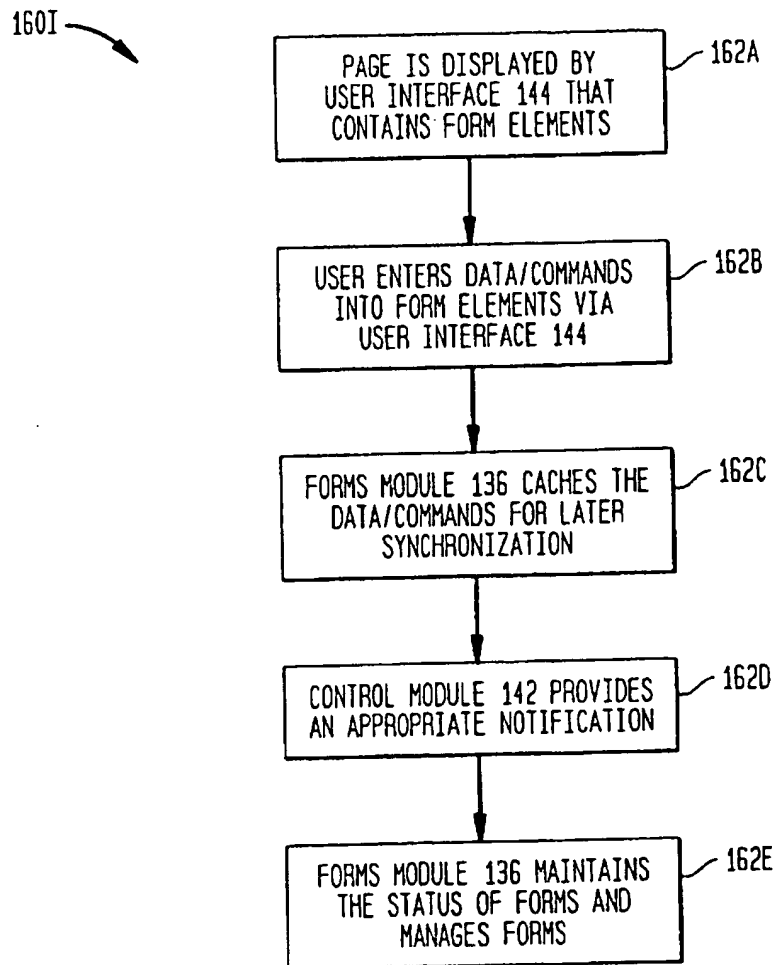 160I
PAGE IS DISPLAYED BY
USER INTERFACE 144 THAT
CONTAINS FORM ELEMENTS
162A
USER ENTERS DATA/COMMANDS
INTO FORM ELEMENTS VIA
USER INTERFACE 144
162B
FORMS MODULE 136 CACHES THE
DATA/COMMANDS FOR LATER
SYNCHRONIZATION
162C
CONTROL MODULE 142 PROVIDES
AN APPROPRIATE NOTIFICATION
162D
FORMS MODULE 136 MAINTAINS
THE STATUS OF FORMS AND
MANAGES FORMS
162E